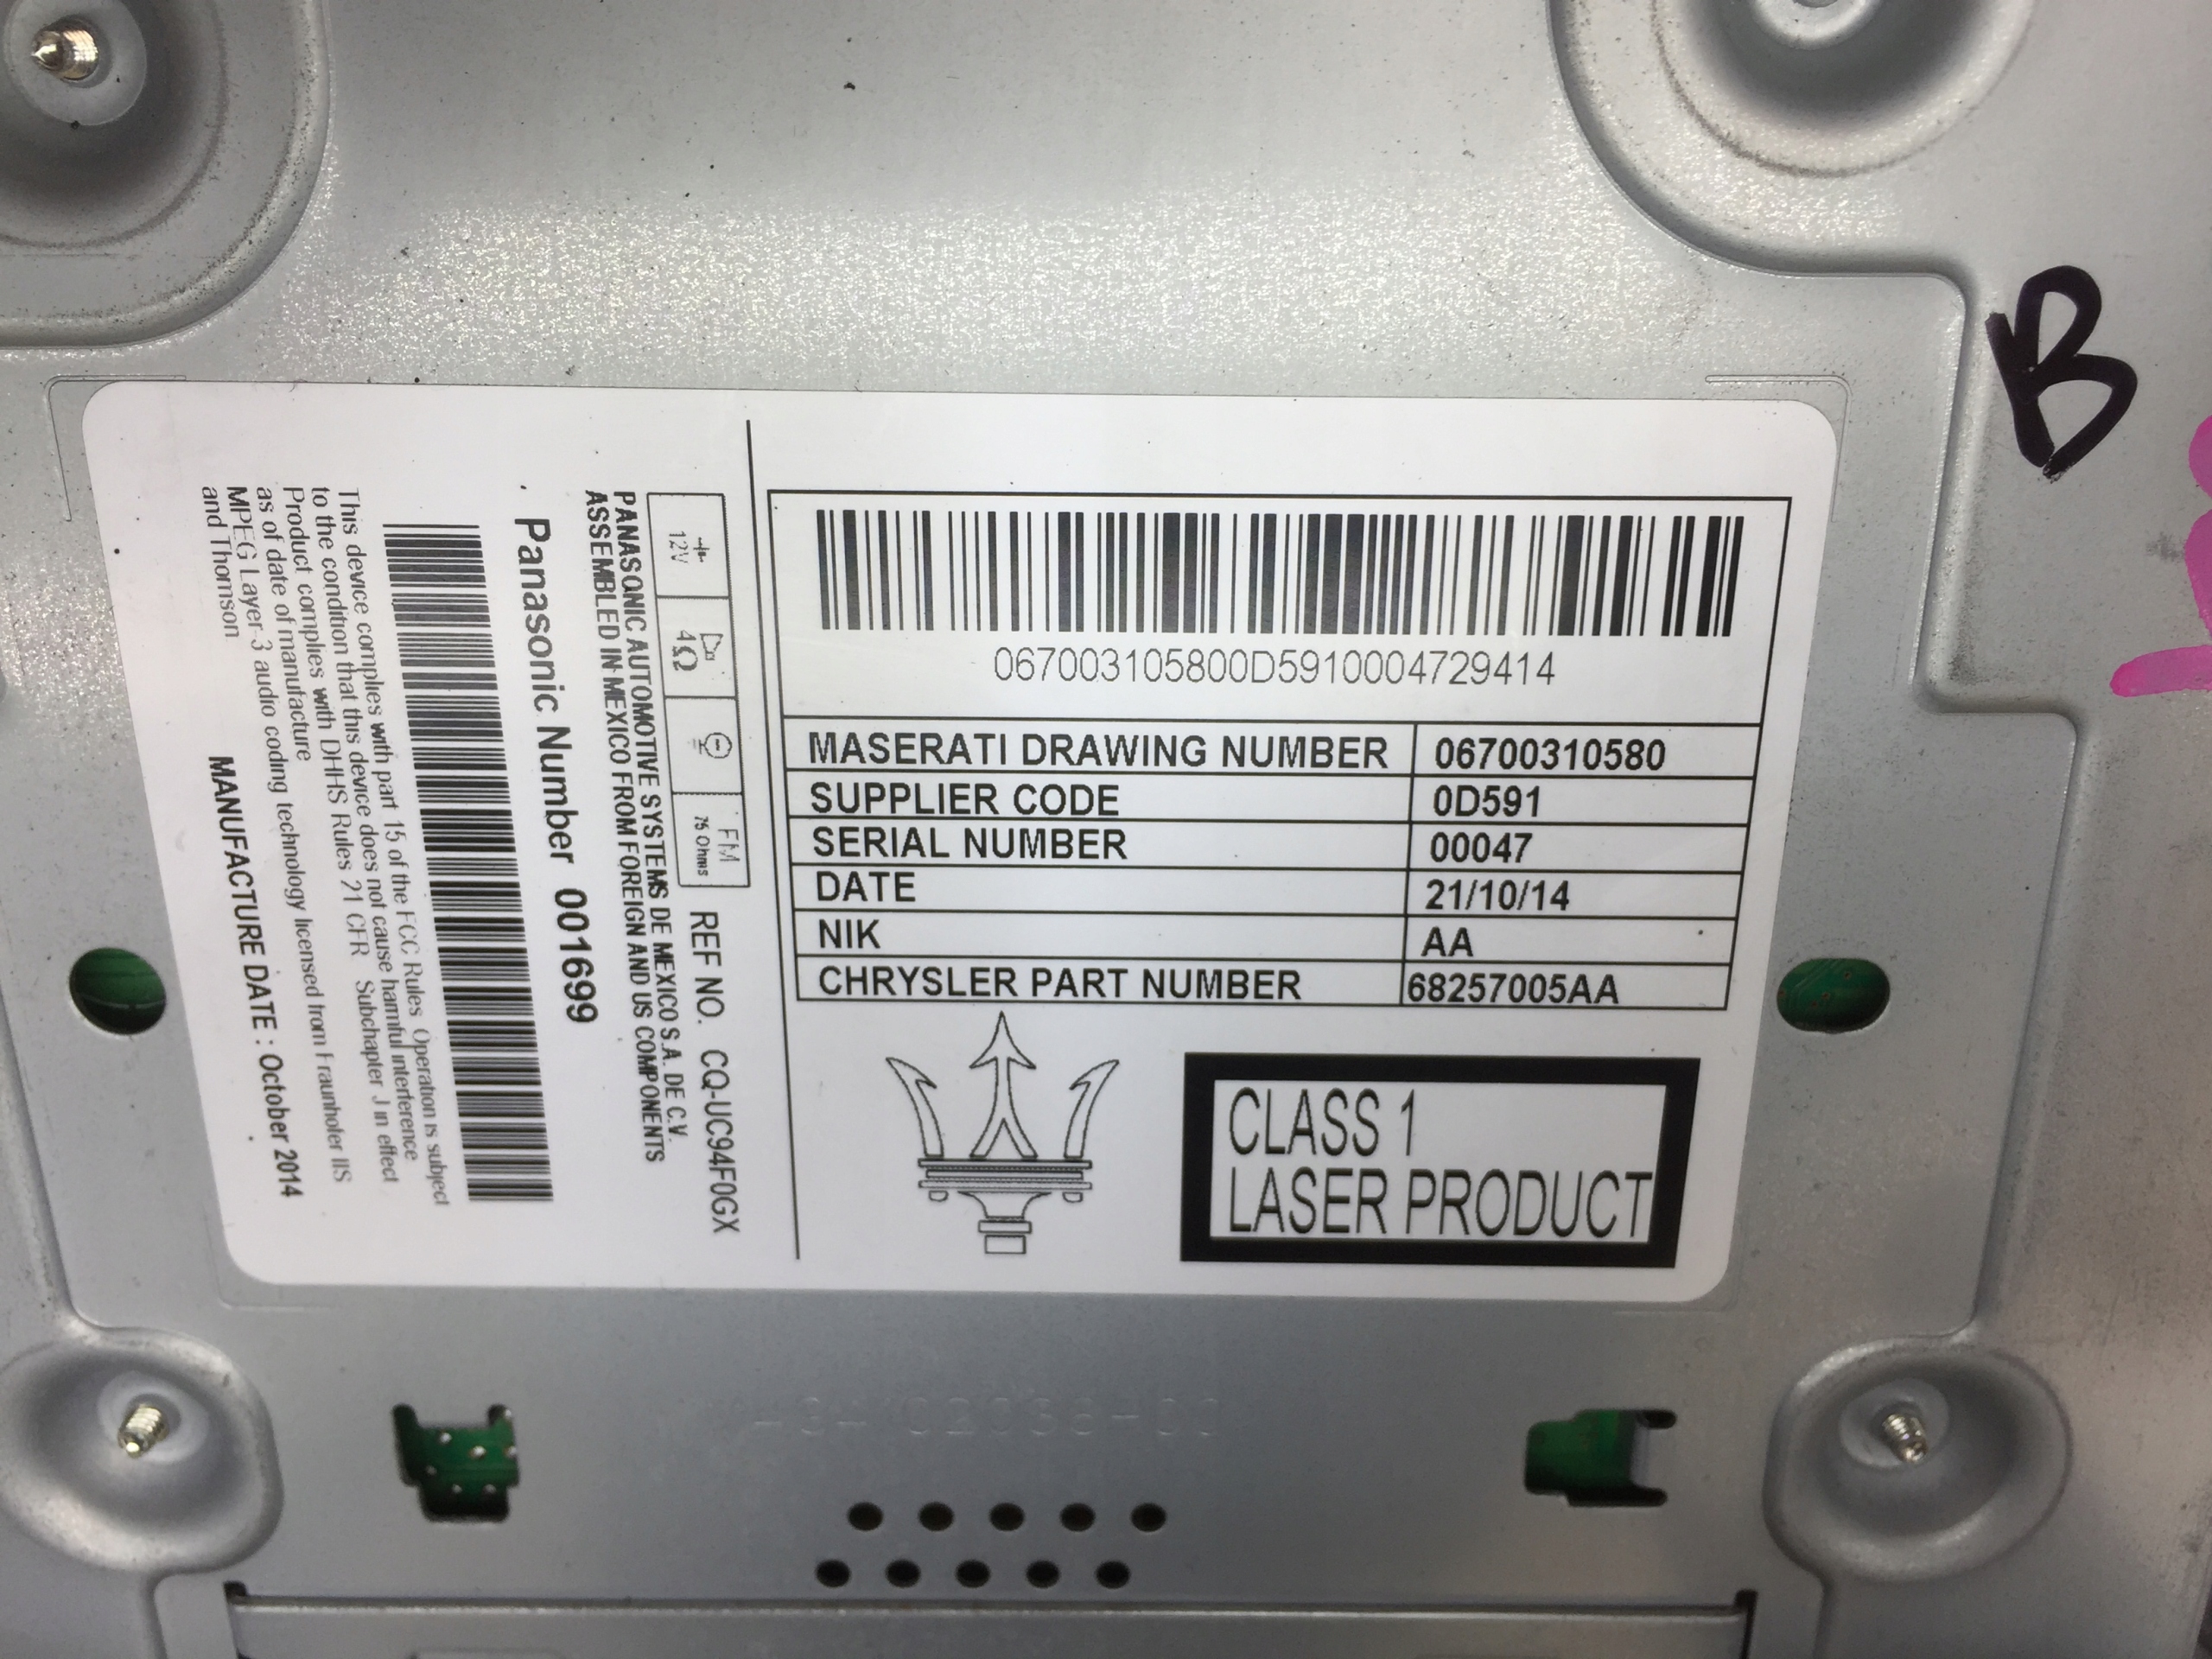 B
067003105800D5910004729414
MASERATI DRAWING NUMBER 06700310580
SUPPLIER CODE 0D591
SERIAL NUMBER 00047
DATE 21/10/14
NIK AA
CHRYSLER PART NUMBER 68257005AA
CLASS 1
LASER PRODUCT
12V
4Ω
FM
75 Ohms
REF NO. CQ-UC94F0GX
PANASONIC AUTOMOTIVE SYSTEMS DE MEXICO S.A. DE C.V.
ASSEMBLED IN MEXICO FROM FOREIGN AND US COMPONENTS
Panasonic Number 001699
This device complies with part 15 of the FCC Rules Operation is subject
to the condition that this device does not cause harmful interference
Product complies with DHHS Rules 21 CFR Subchapter J in effect
as of date of manufacture
MPEG Layer-3 audio coding technology licensed from Fraunhofer IIS
and Thomson
MANUFACTURE DATE : October 2014